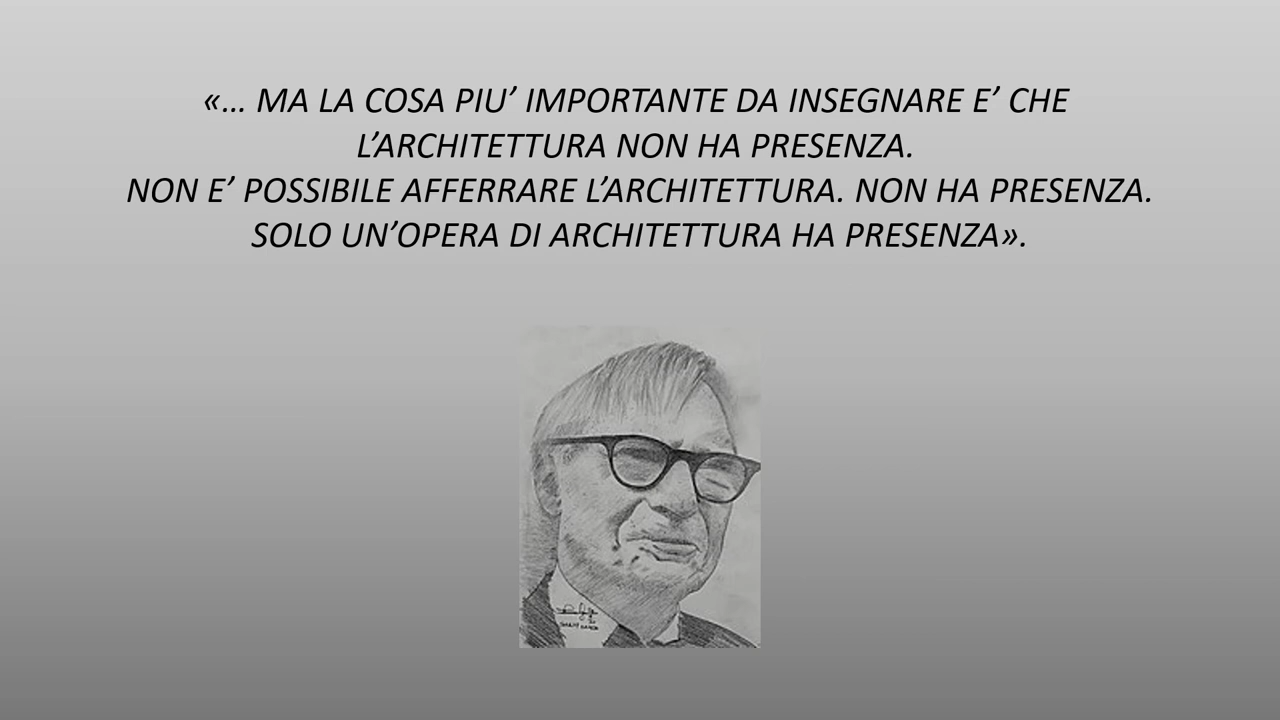 «… MA LA COSA PIU’ IMPORTANTE DA INSEGNARE E’ CHE
L’ARCHITETTURA NON HA PRESENZA.
NON E’ POSSIBILE AFFERRARE L’ARCHITETTURA. NON HA PRESENZA.
SOLO UN’OPERA DI ARCHITETTURA HA PRESENZA».